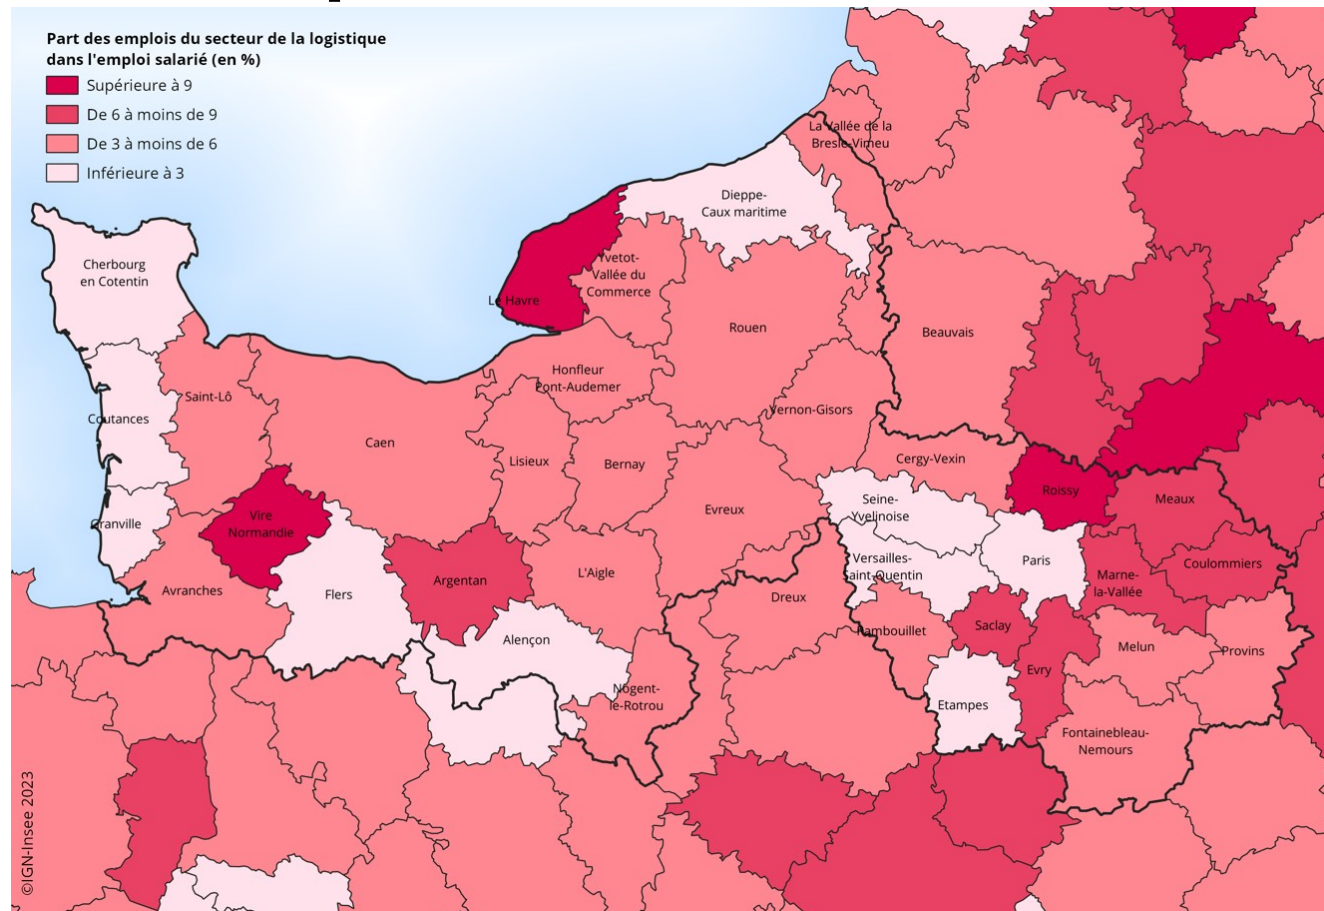 Part des emplois du secteur de la logistique
dans l'emploi salarié (en %)
Supérieure à 9
De 6 à moins de 9
De 3 à moins de 6
Inférieure à 3
La Vallée de la
Bresle-Vimeu
Dieppe-
Caux maritime
Cherbourg
en Cotentin
Yvetot-
Vallée du
Commerce
Le Havre
Rouen
Beauvais
Honfleur
Pont-Audemer
Saint-Lô
Vernon-Gisors
Coutances
Caen
Lisieux
Bernay
Cergy-Vexin
Roissy
Meaux
Seine-
Yvelinoise
Evreux
Vire
Normandie
Granville
Versailles-
Saint-Quentin
Paris
Coulommiers
Marne-
la-Vallée
L'Aigle
Argentan
Avranches
Flers
Dreux
Saclay
Rambouillet
Alençon
Melun
Provins
Evry
Nogent-
le-Rotrou
Etampes
Fontainebleau-
Nemours
©IGN-Insee 2023